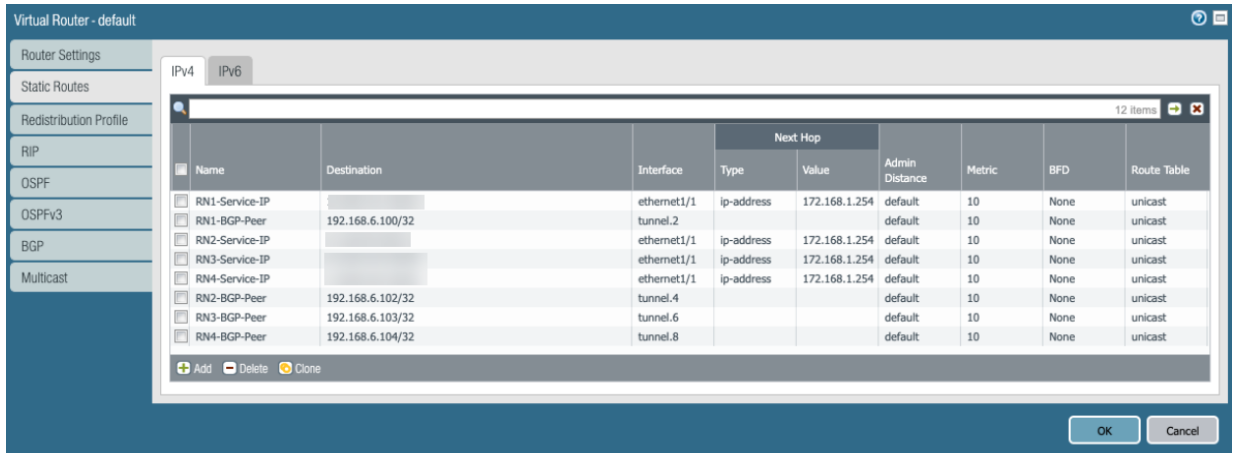 Virtual Router - default
Router Settings
Static Routes
Redistribution Profile
RIP
OSPF
OSPFv3
BGP
Multicast
IPv4 IPv6
12 items
Next Hop
Name Destination Interface Type Value Admin Distance Metric BFD Route Table
RN1-Service-IP ethernet1/1 ip-address 172.168.1.254 default 10 None unicast
RN1-BGP-Peer 192.168.6.100/32 tunnel.2 default 10 None unicast
RN2-Service-IP ethernet1/1 ip-address 172.168.1.254 default 10 None unicast
RN3-Service-IP ethernet1/1 ip-address 172.168.1.254 default 10 None unicast
RN4-Service-IP ethernet1/1 ip-address 172.168.1.254 default 10 None unicast
RN2-BGP-Peer 192.168.6.102/32 tunnel.4 default 10 None unicast
RN3-BGP-Peer 192.168.6.103/32 tunnel.6 default 10 None unicast
RN4-BGP-Peer 192.168.6.104/32 tunnel.8 default 10 None unicast
Add Delete Clone
OK Cancel